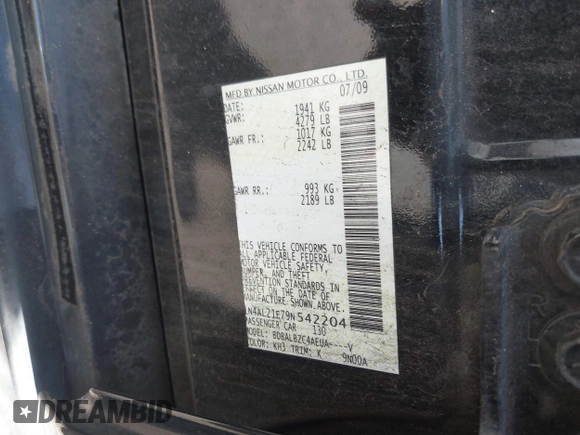 MFD BY NISSAN MOTOR CO., LTD.
DATE: 07/09
GVWR: 1941 KG
4279 LB
GAWR FR.: 1017 KG
2242 LB
GAWR RR.: 993 KG
2189 LB
THIS VEHICLE CONFORMS TO
ALL APPLICABLE FEDERAL
MOTOR VEHICLE SAFETY,
BUMPER, AND THEFT
PREVENTION STANDARDS IN
EFFECT ON THE DATE OF
MANUFACTURE SHOWN ABOVE.
1N4AL21E79N542204
PASSENGER CAR 130
MODEL: BDBALBZC4AEUA----V
COLOR: KH3 TRIM: K 9N00A
DREAMBID